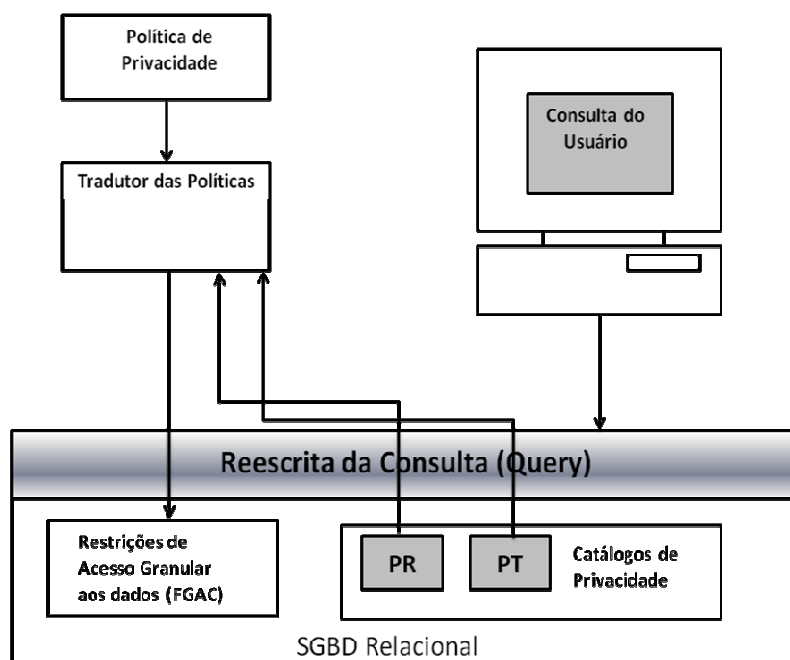 Política de
Privacidade
Consulta do
Usuário
Tradutor das Políticas
Reescrita da Consulta (Query)
Restrições de
Acesso Granular
aos dados (FGAC)
PR
PT
Catálogos de
Privacidade
SGBD Relacional